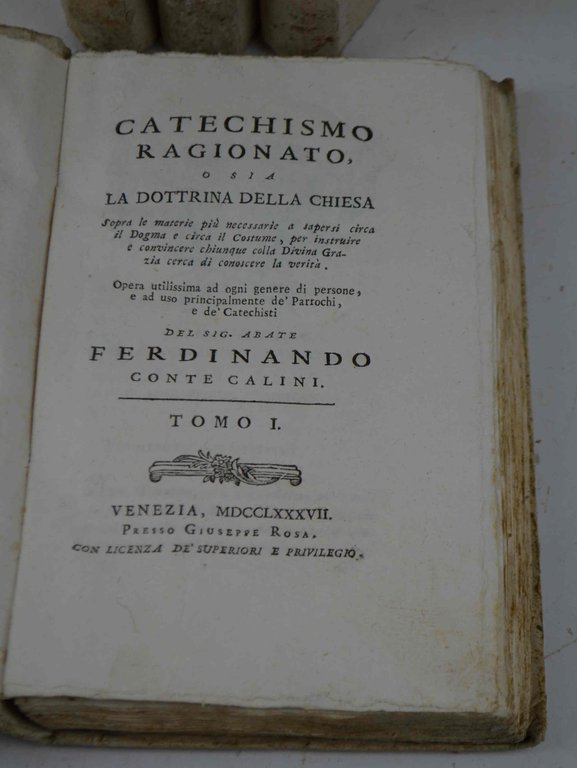 CATECHISMO
RAGIONATO,
O SIA
LA DOTTRINA DELLA CHIESA
Sopra le materie più necessarie a sapersi circa
il Dogma e circa il Costume, per instruire
e convincere chiunque colla Divina Gra-
zia cerca di conoscere la verità.
Opera utilissima ad ogni genere di persone,
e ad uso principalmente de' Parrochi,
e de' Catechisti
DEL SIG. ABATE
FERDINANDO
CONTE CALINI.
TOMO I.
VENEZIA, MDCCLXXXVII.
PRESSO GIUSEPPE ROSA.
CON LICENZA DE' SUPERIORI E PRIVILEGIO.